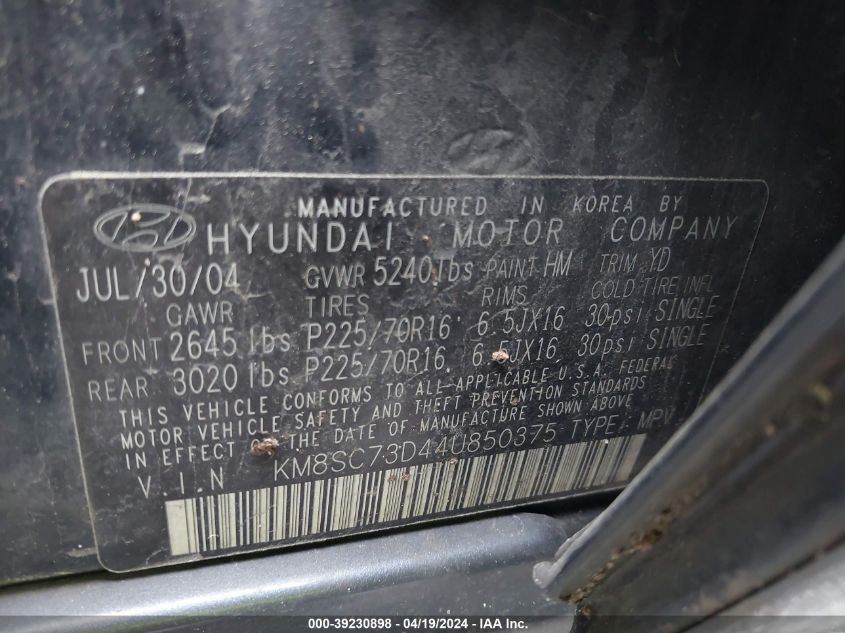 MANUFACTURED IN KOREA BY
HYUNDAI MOTOR COMPANY
JUL/30/04 GVWR 5240lbs PAINT HM TRIM YD
GAWR TIRES RIMS COLD TIRE INFL
FRONT 2645 lbs P225/70R16 6.5JX16 30psi SINGLE
REAR 3020 lbs P225/70R16 6.5JX16 30psi SINGLE
THIS VEHICLE CONFORMS TO ALL APPLICABLE U.S.A. FEDERAL
MOTOR VEHICLE SAFETY AND THEFT PREVENTION STANDARDS
IN EFFECT ON THE DATE OF MANUFACTURE SHOWN ABOVE
V.I.N KM8SC73D44U850375 TYPE: MPV
000-39230898 - 04/19/2024 - IAA Inc.